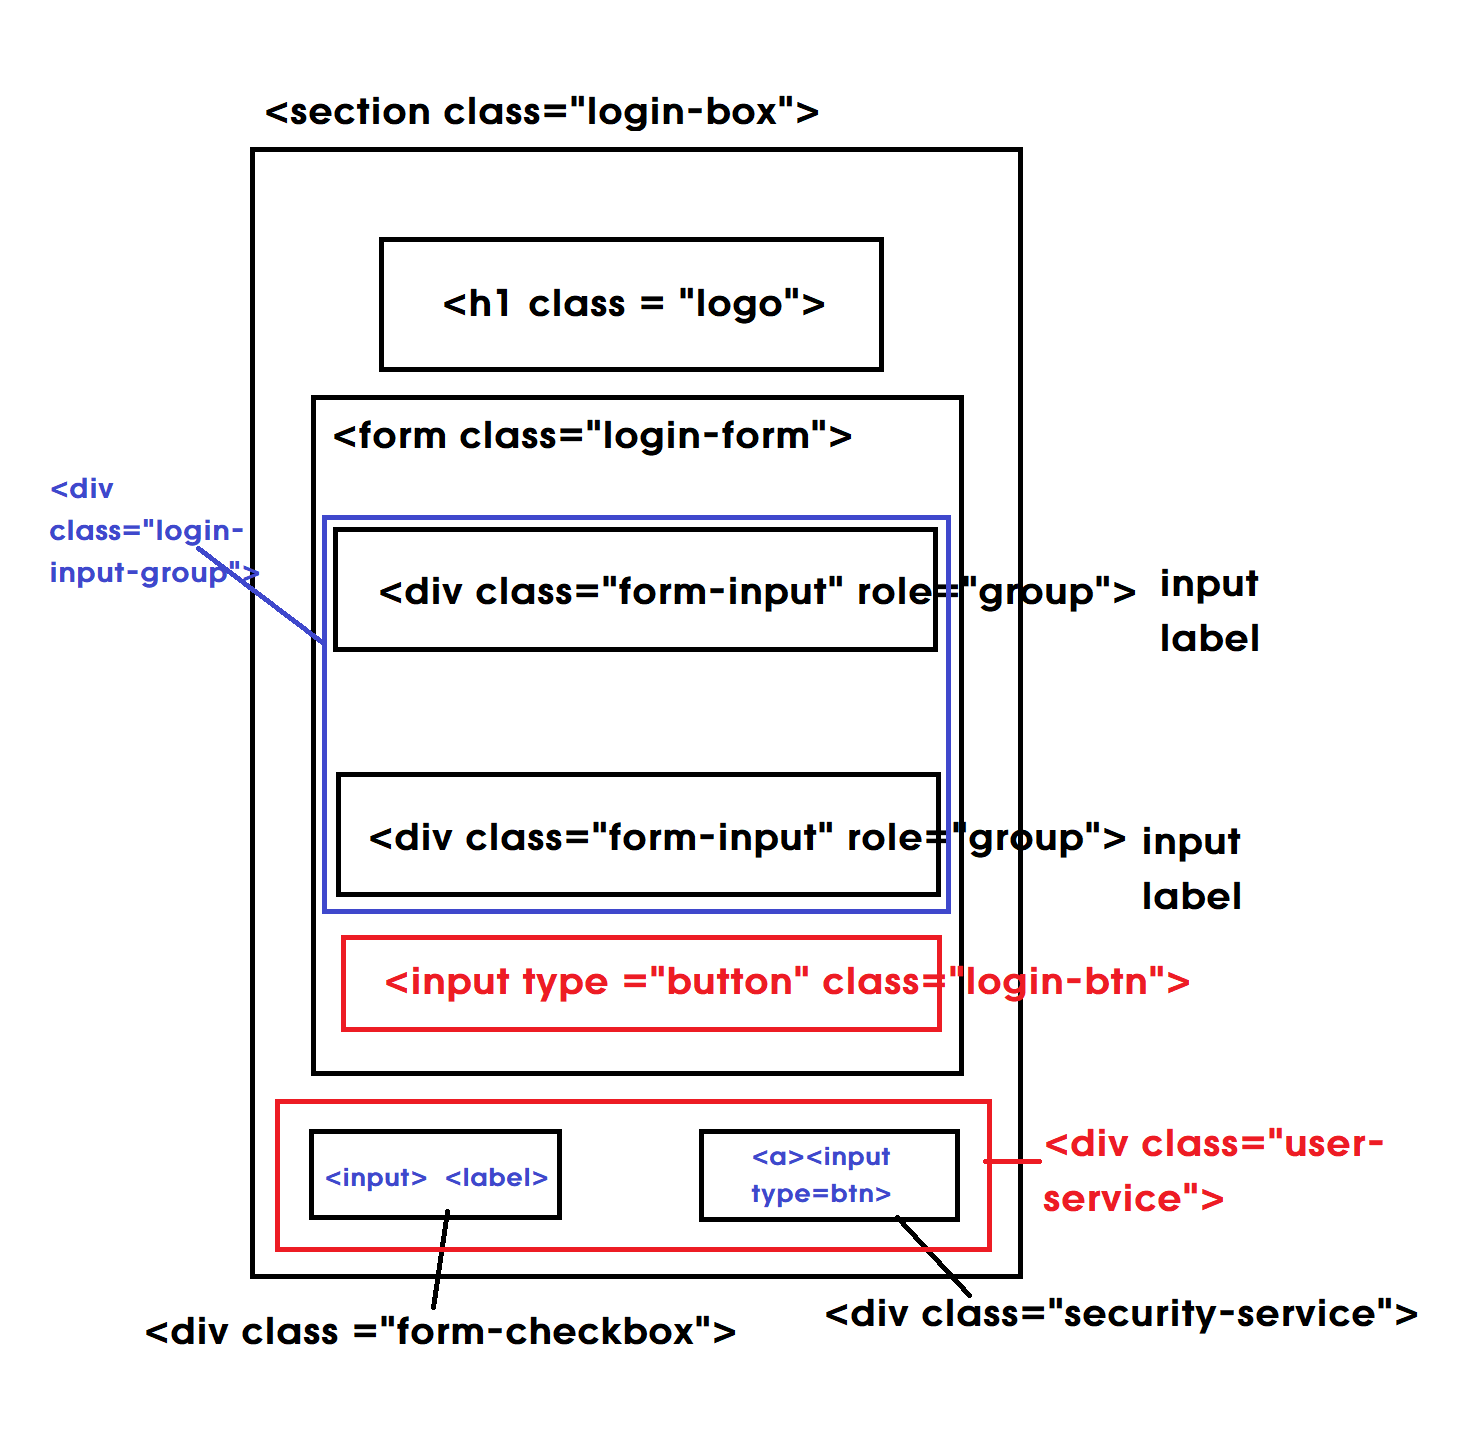 <section class="login-box">
<h1 class = "logo">
<form class="login-form">
<div
class="login-
input-group">
<div class="form-input" role="group">
input
label
<div class="form-input" role="group">
input
label
<input type ="button" class="login-btn">
<input> <label>
<a><input
type=btn>
<div class="user-
service">
<div class ="form-checkbox">
<div class="security-service">